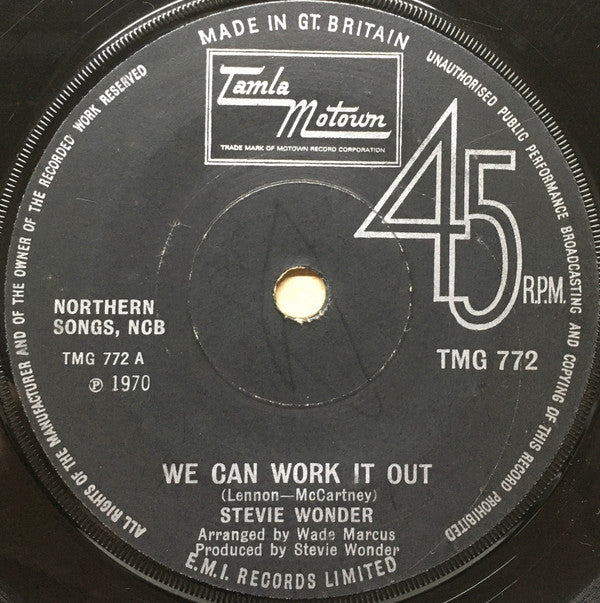 MADE IN GT. BRITAIN
UNAUTHORISED PUBLIC PERFORMANCE BROADCASTING AND COPYING OF THIS RECORD PROHIBITED
ALL RIGHTS OF THE MANUFACTURER AND OF THE OWNER OF THE RECORDED WORK RESERVED
Tamla
Motown
TRADE MARK OF MOTOWN RECORD CORPORATION
45
R.P.M.
NORTHERN
SONGS, NCB
TMG 772 A
℗ 1970
TMG 772
WE CAN WORK IT OUT
(Lennon—McCartney)
STEVIE WONDER
Arranged by Wade Marcus
Produced by Stevie Wonder
E.M.I. RECORDS LIMITED